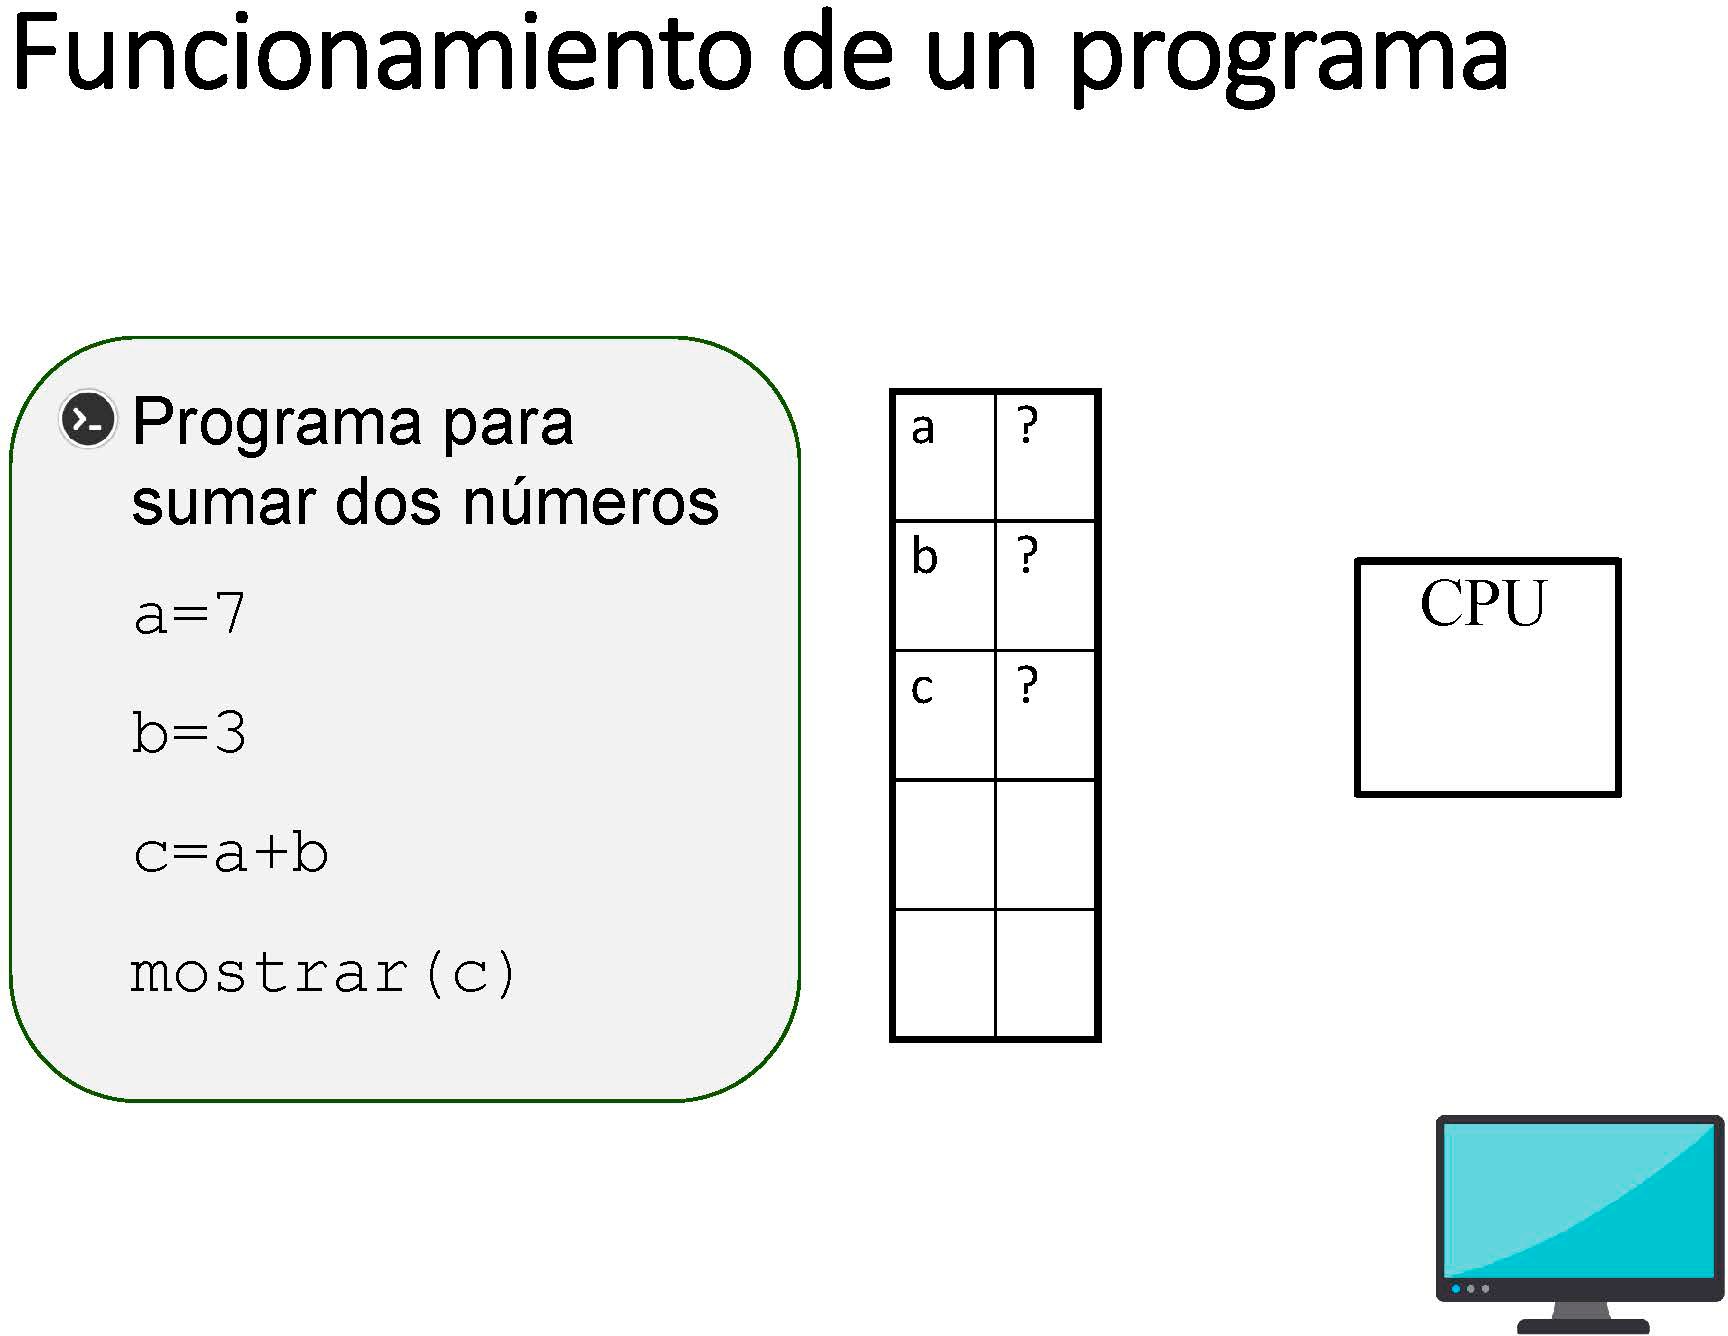 Funcionamiento de un programa
Programa para
sumar dos números
a=7
b=3
c=a+b
mostrar(c)
a ?
b ?
c ?
CPU